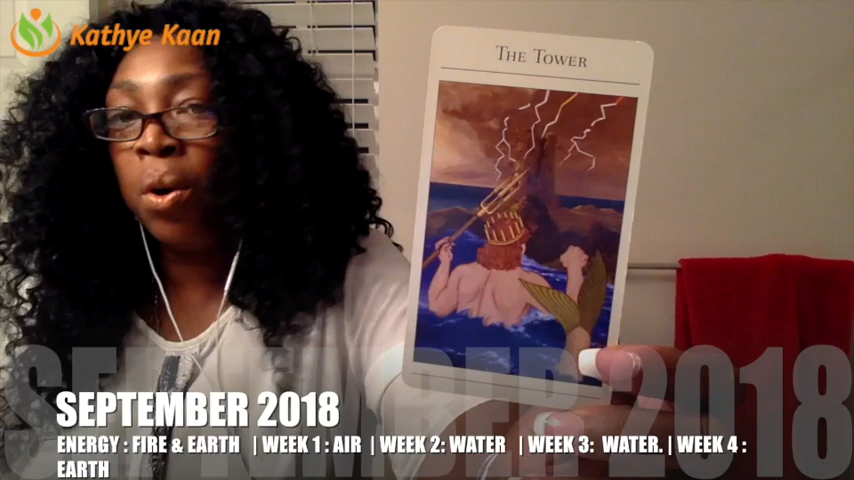 Kathye Kaan
The Tower
SEPTEMBER 2018
SEPTEMBER 2018
ENERGY : FIRE & EARTH | WEEK 1 : AIR | WEEK 2: WATER | WEEK 3: WATER. | WEEK 4 :
EARTH